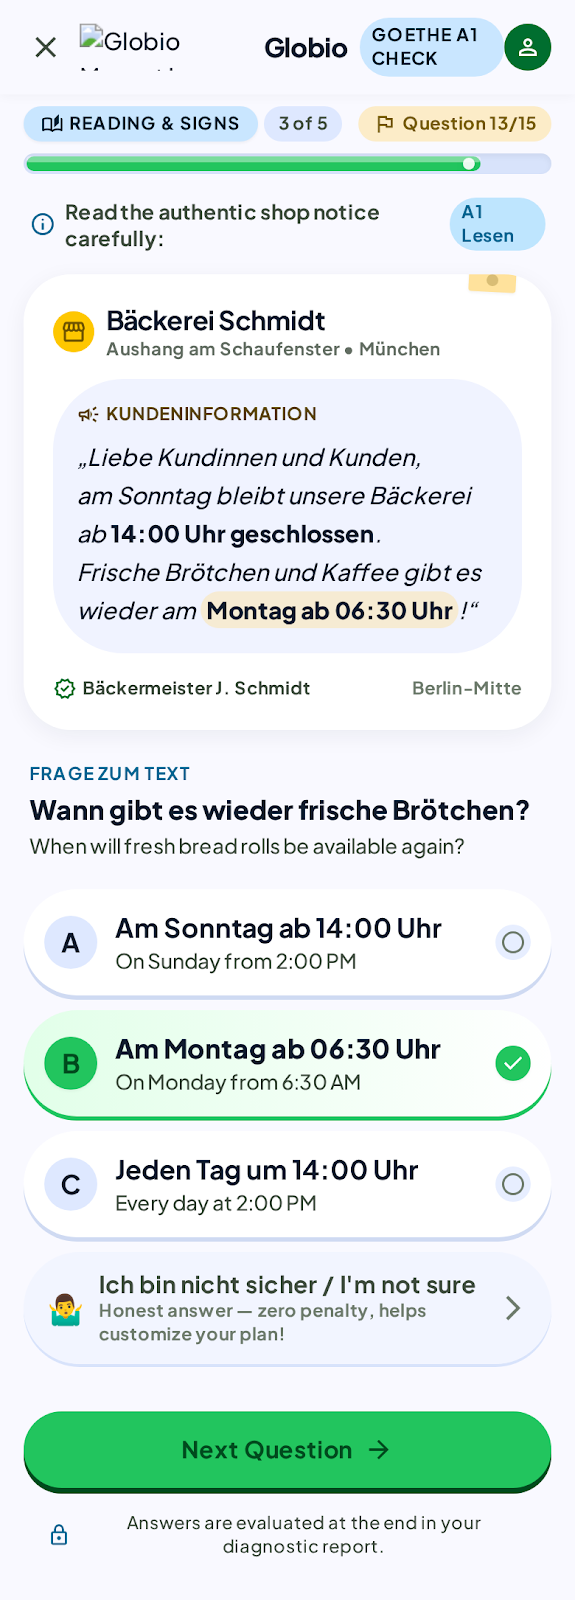 Globio
Globio
GOETHE A1
CHECK
READING & SIGNS
3 of 5
Question 13/15
Read the authentic shop notice
carefully:
A1
Lesen
Bäckerei Schmidt
Aushang am Schaufenster • München
KUNDENINFORMATION
„Liebe Kundinnen und Kunden,
am Sonntag bleibt unsere Bäckerei
ab 14:00 Uhr geschlossen.
Frische Brötchen und Kaffee gibt es
wieder am Montag ab 06:30 Uhr!“
Bäckermeister J. Schmidt
Berlin-Mitte
FRAGE ZUM TEXT
Wann gibt es wieder frische Brötchen?
When will fresh bread rolls be available again?
A
Am Sonntag ab 14:00 Uhr
On Sunday from 2:00 PM
B
Am Montag ab 06:30 Uhr
On Monday from 6:30 AM
C
Jeden Tag um 14:00 Uhr
Every day at 2:00 PM
Ich bin nicht sicher / I'm not sure
Honest answer — zero penalty, helps
customize your plan!
Next Question →
Answers are evaluated at the end in your
diagnostic report.